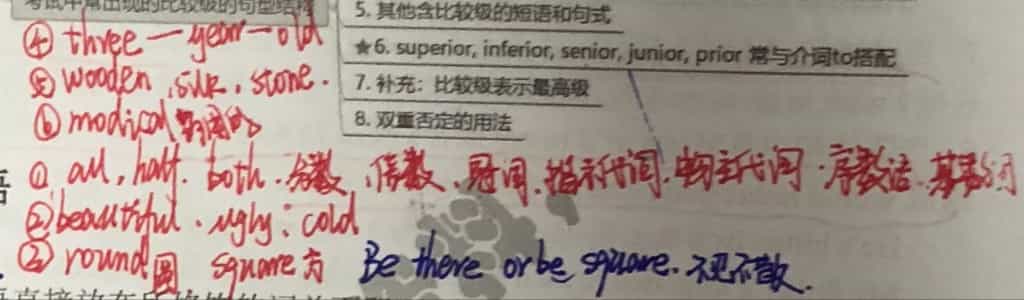 考试中常出现的比较级的句型结构
④ three-year-old
⑤ wooden, silk, stone.
⑥ modical
5. 其他含比较级的短语和句式
★6. superior, inferior, senior, junior, prior 常与介词to搭配
7. 补充：比较级表示最高级
8. 双重否定的用法
① all, half. both. 分数, 倍数, 冠词, 指示代词, 物主代词. 序数词. 基数词
② beautiful. ugly; cold
③ round 圆 square 方 Be there or be square. 不见不散.